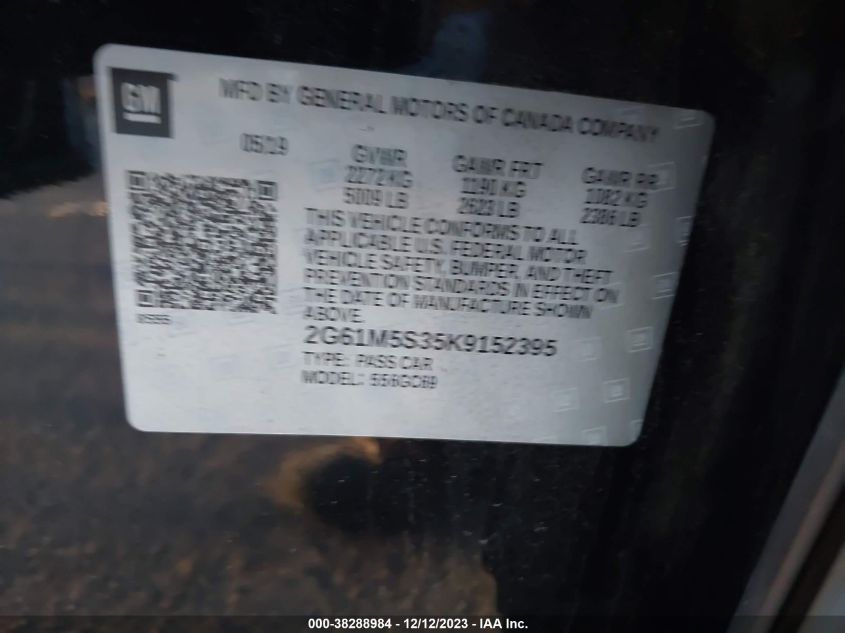 GM
MFD BY GENERAL MOTORS OF CANADA COMPANY
05/19
GVWR
2272 KG
5009 LB
GAWR FRT
1190 KG
2623 LB
GAWR RR
1082 KG
2386 LB
THIS VEHICLE CONFORMS TO ALL
APPLICABLE U.S. FEDERAL MOTOR
VEHICLE SAFETY, BUMPER, AND THEFT
PREVENTION STANDARDS IN EFFECT ON
THE DATE OF MANUFACTURE SHOWN
ABOVE.
2G61M5S35K9152395
TYPE: PASS CAR
MODEL: 6S6GC69
000-38288984 - 12/12/2023 - IAA Inc.